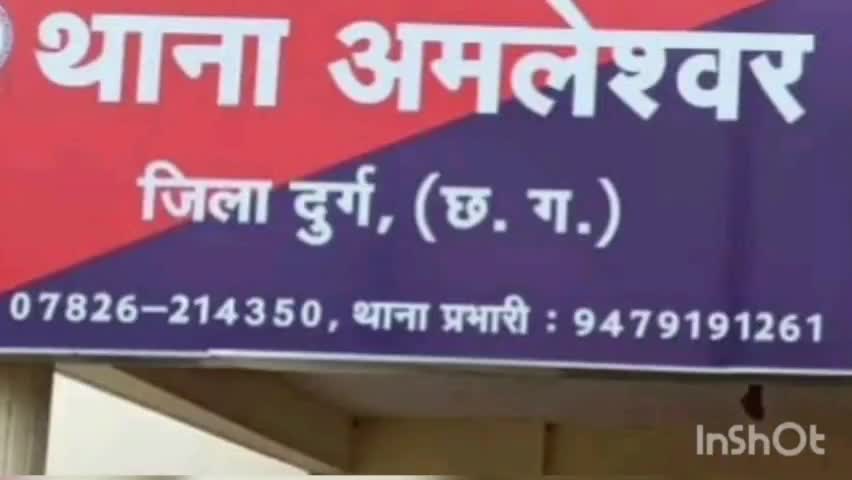 थाना अमलेश्वर
जिला दुर्ग, (छ. ग.)
07826-214350, थाना प्रभारी : 9479191261
InShOt